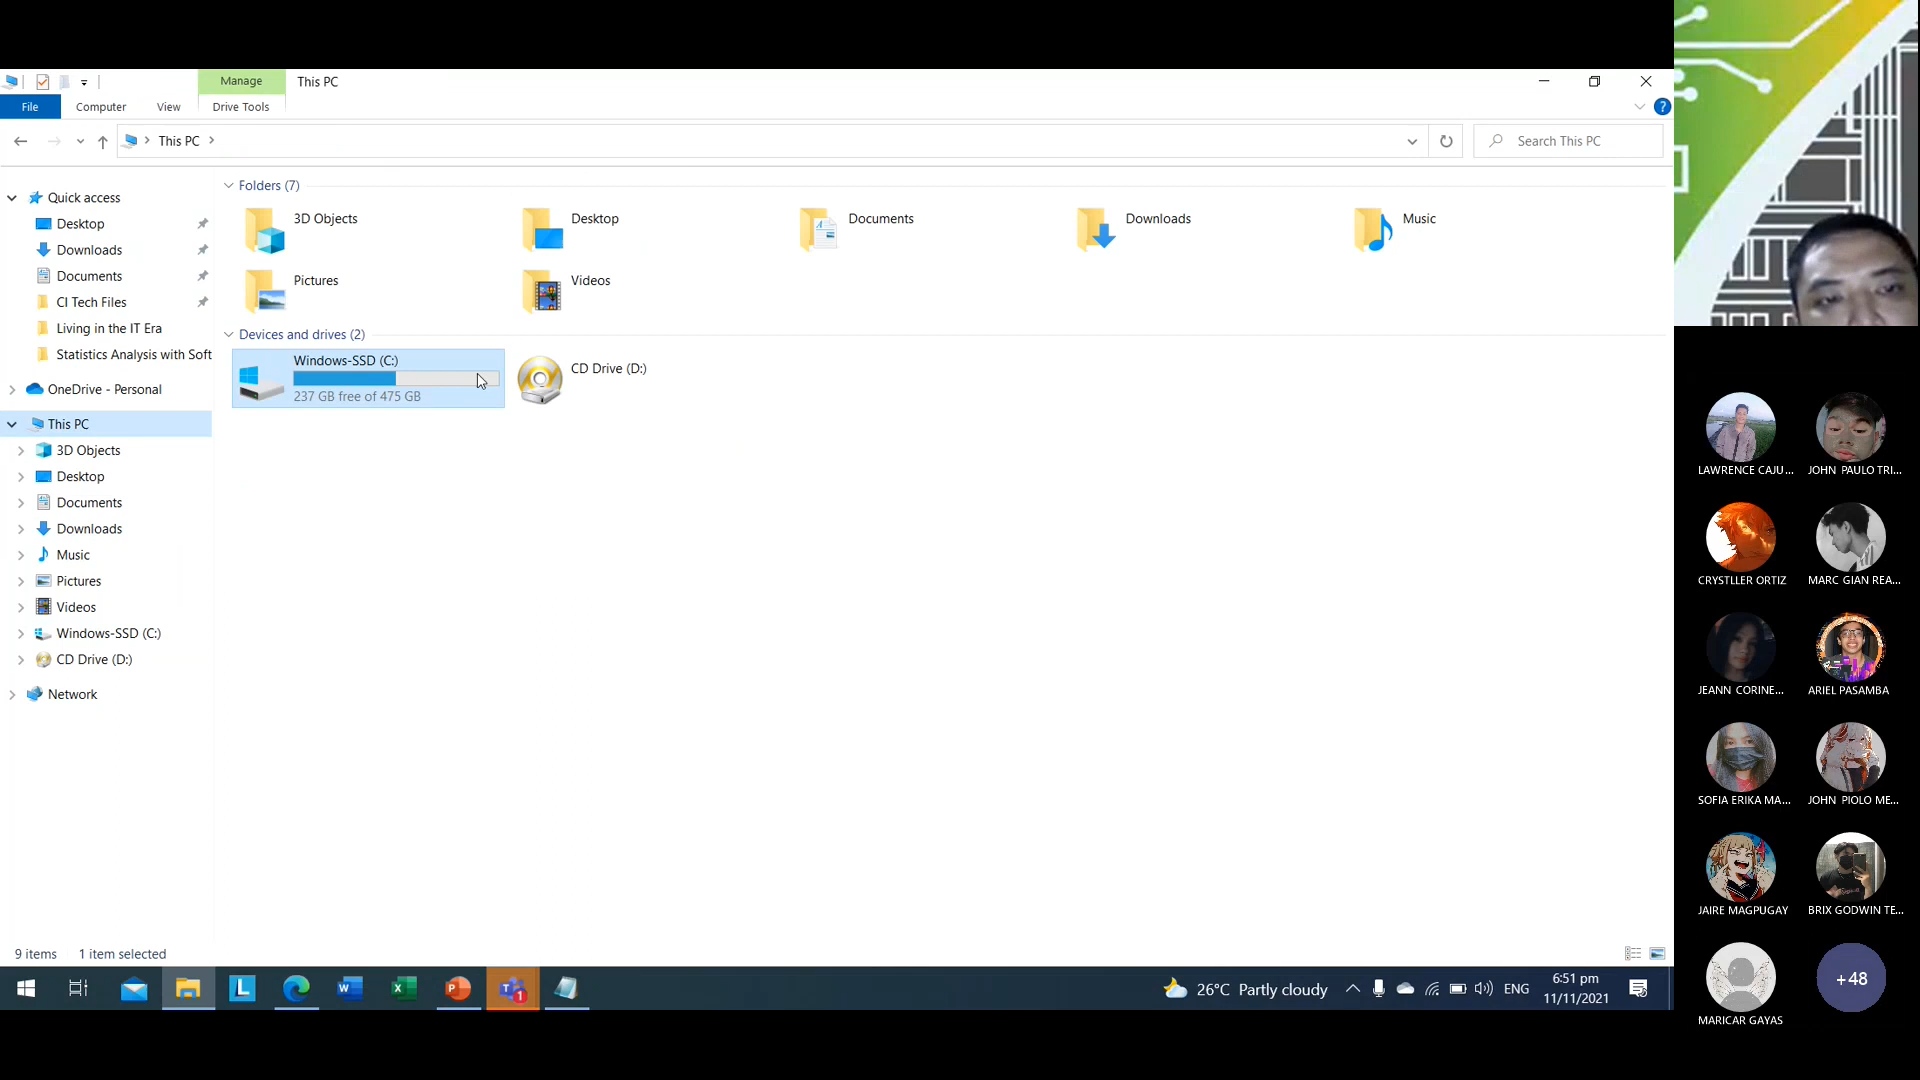 Manage
This PC
File
Computer
View
Drive Tools
This PC
Search This PC
Quick access
Desktop
Downloads
Documents
CI Tech Files
Living in the IT Era
Statistics Analysis with Soft
OneDrive - Personal
This PC
3D Objects
Desktop
Documents
Downloads
Music
Pictures
Videos
Windows-SSD (C:)
CD Drive (D:)
Network
Folders (7)
3D Objects
Desktop
Documents
Downloads
Music
Pictures
Videos
Devices and drives (2)
Windows-SSD (C:)
237 GB free of 475 GB
CD Drive (D:)
9 items
1 item selected
26°C Partly cloudy
ENG
6:51 pm
11/11/2021
LAWRENCE CAJU...
JOHN PAULO TRI...
CRYSTLLER ORTIZ
MARC GIAN REA...
JEANN CORINE...
ARIEL PASAMBA
SOFIA ERIKA MA...
JOHN PIOLO ME...
JAIRE MAGPUGAY
BRIX GODWIN TE...
MARICAR GAYAS
+48